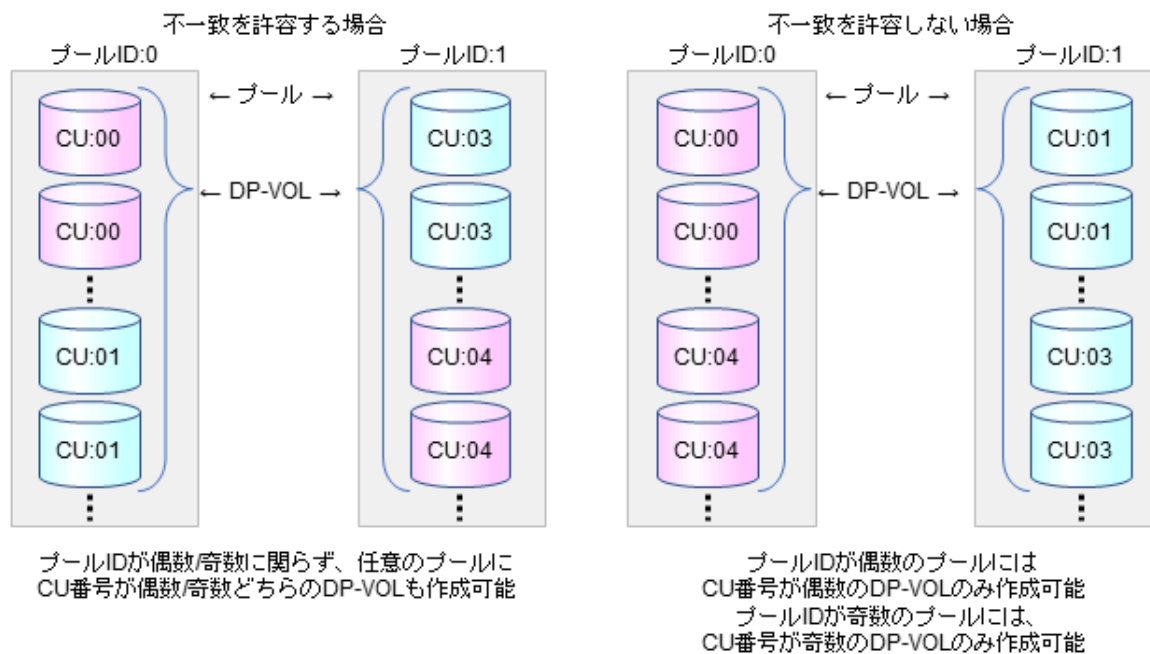 不一致を許容する場合
プールID:0
プールID:1
← プール →
← DP-VOL →
CU:00
CU:00
CU:01
CU:01
CU:03
CU:03
CU:04
CU:04
プールIDが偶数/奇数に関らず、任意のプールに
CU番号が偶数/奇数どちらのDP-VOLも作成可能
不一致を許容しない場合
プールID:0
プールID:1
← プール →
← DP-VOL →
CU:00
CU:00
CU:04
CU:04
CU:01
CU:01
CU:03
CU:03
プールIDが偶数のプールには
CU番号が偶数のDP-VOLのみ作成可能
プールIDが奇数のプールには、
CU番号が奇数のDP-VOLのみ作成可能